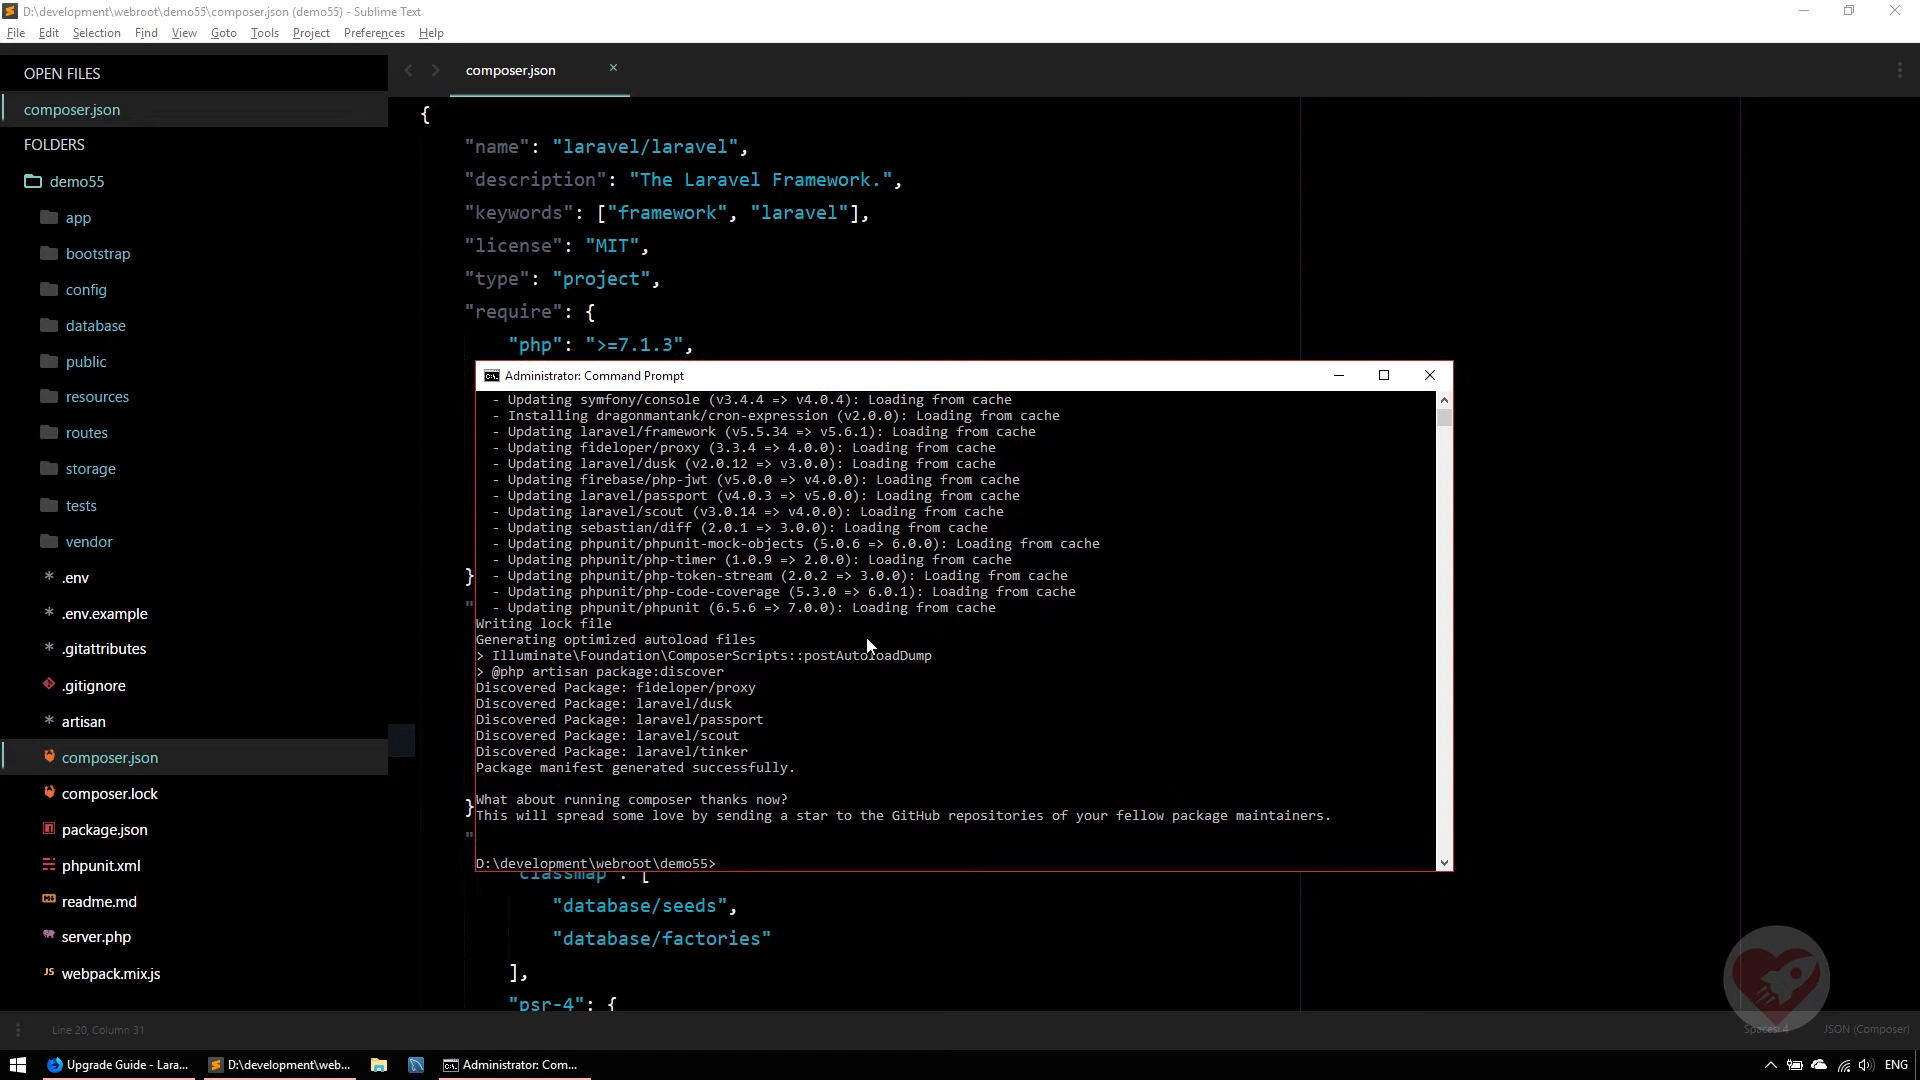 D:\development\webroot\demo55\composer.json (demo55) - Sublime Text
File Edit Selection Find View Goto Tools Project Preferences Help
OPEN FILES
composer.json
FOLDERS
demo55
app
bootstrap
config
database
public
resources
routes
storage
tests
vendor
.env
.env.example
.gitattributes
.gitignore
artisan
composer.json
composer.lock
package.json
phpunit.xml
readme.md
server.php
webpack.mix.js
composer.json
{
"name": "laravel/laravel",
"description": "The Laravel Framework.",
"keywords": ["framework", "laravel"],
"license": "MIT",
"type": "project",
"require": {
"php": ">=7.1.3",
}
"
}
"
Administrator: Command Prompt
- Updating symfony/console (v3.4.4 => v4.0.4): Loading from cache
- Installing dragonmantank/cron-expression (v2.0.0): Loading from cache
- Updating laravel/framework (v5.5.34 => v5.6.1): Loading from cache
- Updating fideloper/proxy (3.3.4 => 4.0.0): Loading from cache
- Updating laravel/dusk (v2.0.12 => v3.0.0): Loading from cache
- Updating firebase/php-jwt (v5.0.0 => v4.0.0): Loading from cache
- Updating laravel/passport (v4.0.3 => v5.0.0): Loading from cache
- Updating laravel/scout (v3.0.14 => v4.0.0): Loading from cache
- Updating sebastian/diff (2.0.1 => 3.0.0): Loading from cache
- Updating phpunit/phpunit-mock-objects (5.0.6 => 6.0.0): Loading from cache
- Updating phpunit/php-timer (1.0.9 => 2.0.0): Loading from cache
- Updating phpunit/php-token-stream (2.0.2 => 3.0.0): Loading from cache
- Updating phpunit/php-code-coverage (5.3.0 => 6.0.1): Loading from cache
- Updating phpunit/phpunit (6.5.6 => 7.0.0): Loading from cache
Writing lock file
Generating optimized autoload files
> Illuminate\Foundation\ComposerScripts::postAutoloadDump
> @php artisan package:discover
Discovered Package: fideloper/proxy
Discovered Package: laravel/dusk
Discovered Package: laravel/passport
Discovered Package: laravel/scout
Discovered Package: laravel/tinker
Package manifest generated successfully.
What about running composer thanks now?
This will spread some love by sending a star to the GitHub repositories of your fellow package maintainers.
D:\development\webroot\demo55>
"classmap": [
"database/seeds",
"database/factories"
],
"psr-4": {
Line 20, Column 31
Spaces: 4
JSON (Composer)
Upgrade Guide - Lara...
D:\development\web...
Administrator: Com...
ENG